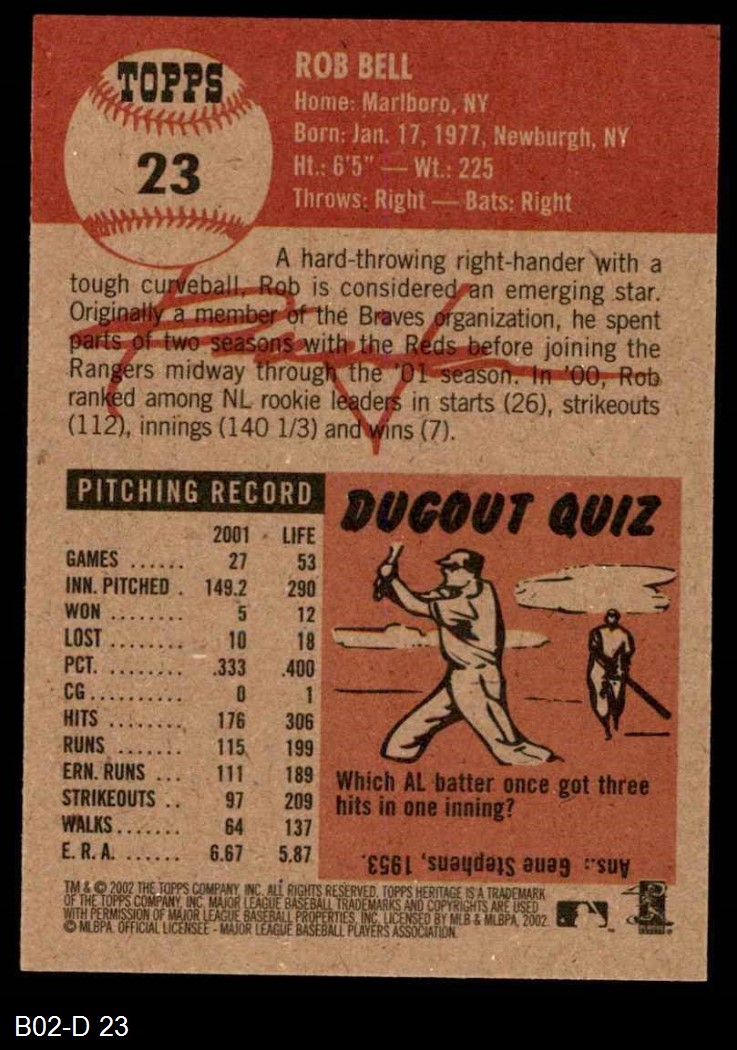 TOPPS
23
ROB BELL
Home: Marlboro, NY
Born: Jan. 17, 1977, Newburgh, NY
Ht.: 6'5" — Wt.: 225
Throws: Right — Bats: Right
A hard-throwing right-hander with a
tough curveball, Rob is considered an emerging star.
Originally a member of the Braves organization, he spent
parts of two seasons with the Reds before joining the
Rangers midway through the '01 season. In '00, Rob
ranked among NL rookie leaders in starts (26), strikeouts
(112), innings (140 1/3) and wins (7).
PITCHING RECORD
2001 LIFE
GAMES ...... 27 53
INN. PITCHED . 149.2 290
WON ........ 5 12
LOST ........ 10 18
PCT. ........ .333 .400
CG .......... 0 1
HITS ........ 176 306
RUNS ....... 115 199
ERN. RUNS ... 111 189
STRIKEOUTS .. 97 209
WALKS....... 64 137
E. R. A. ...... 6.67 5.87
DUGOUT QUIZ
Which AL batter once got three
hits in one inning?
Ans.: Gene Stephens, 1953.
TM & © 2002 THE TOPPS COMPANY, INC. ALL RIGHTS RESERVED. TOPPS HERITAGE IS A TRADEMARK
OF THE TOPPS COMPANY, INC. MAJOR LEAGUE BASEBALL TRADEMARKS AND COPYRIGHTS ARE USED
WITH PERMISSION OF MAJOR LEAGUE BASEBALL PROPERTIES, INC. LICENSED BY MLB & MLBPA, 2002.
© MLBPA. OFFICIAL LICENSEE - MAJOR LEAGUE BASEBALL PLAYERS ASSOCIATION.
B02-D 23